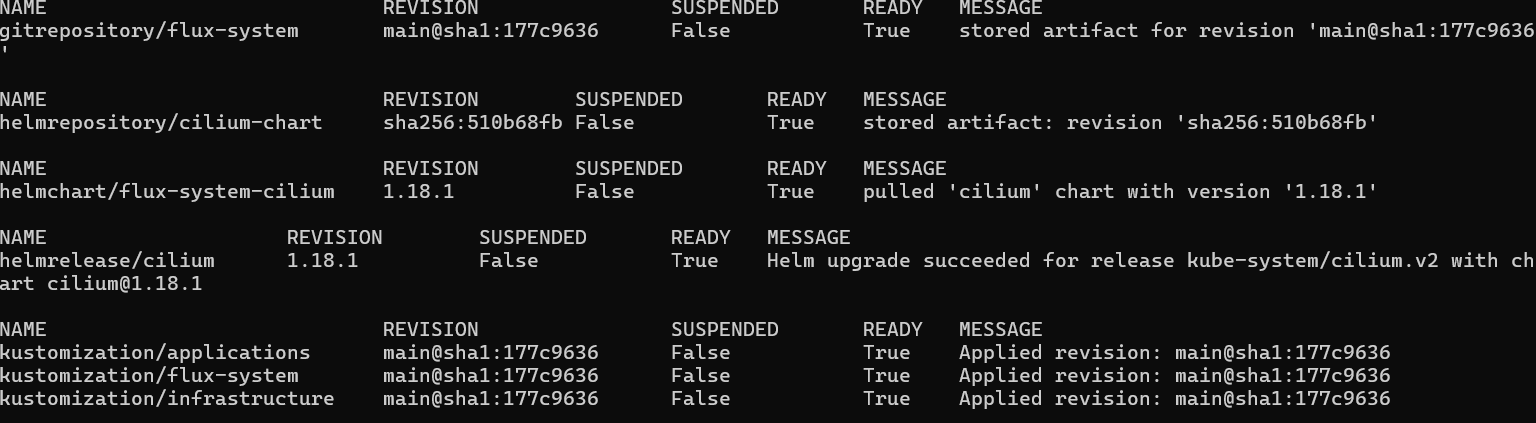 NAME REVISION SUSPENDED READY MESSAGE
gitrepository/flux-system main@sha1:177c9636 False True stored artifact for revision 'main@sha1:177c9636
'
NAME REVISION SUSPENDED READY MESSAGE
helmrepository/cilium-chart sha256:510b68fb False True stored artifact: revision 'sha256:510b68fb'
NAME REVISION SUSPENDED READY MESSAGE
helmchart/flux-system-cilium 1.18.1 False True pulled 'cilium' chart with version '1.18.1'
NAME REVISION SUSPENDED READY MESSAGE
helmrelease/cilium 1.18.1 False True Helm upgrade succeeded for release kube-system/cilium.v2 with ch
art cilium@1.18.1
NAME REVISION SUSPENDED READY MESSAGE
kustomization/applications main@sha1:177c9636 False True Applied revision: main@sha1:177c9636
kustomization/flux-system main@sha1:177c9636 False True Applied revision: main@sha1:177c9636
kustomization/infrastructure main@sha1:177c9636 False True Applied revision: main@sha1:177c9636